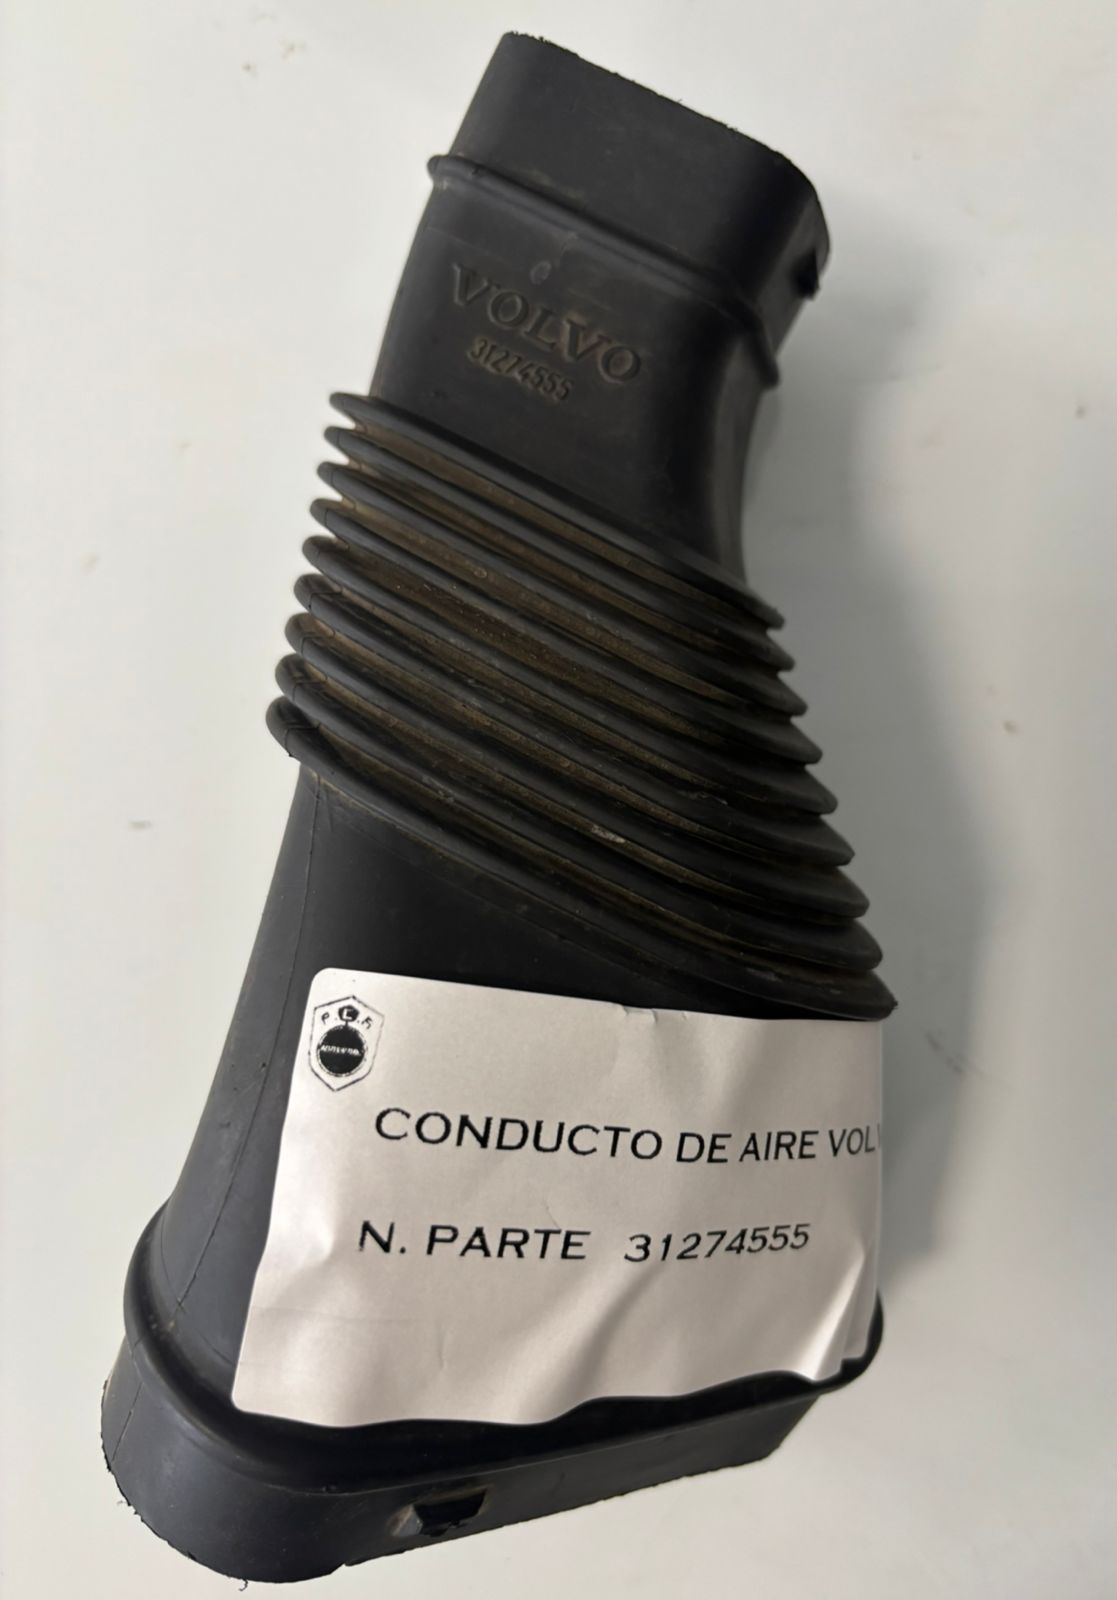 VOLVO
31274555
P.L.R
CONDUCTO DE AIRE VOL
N. PARTE 31274555